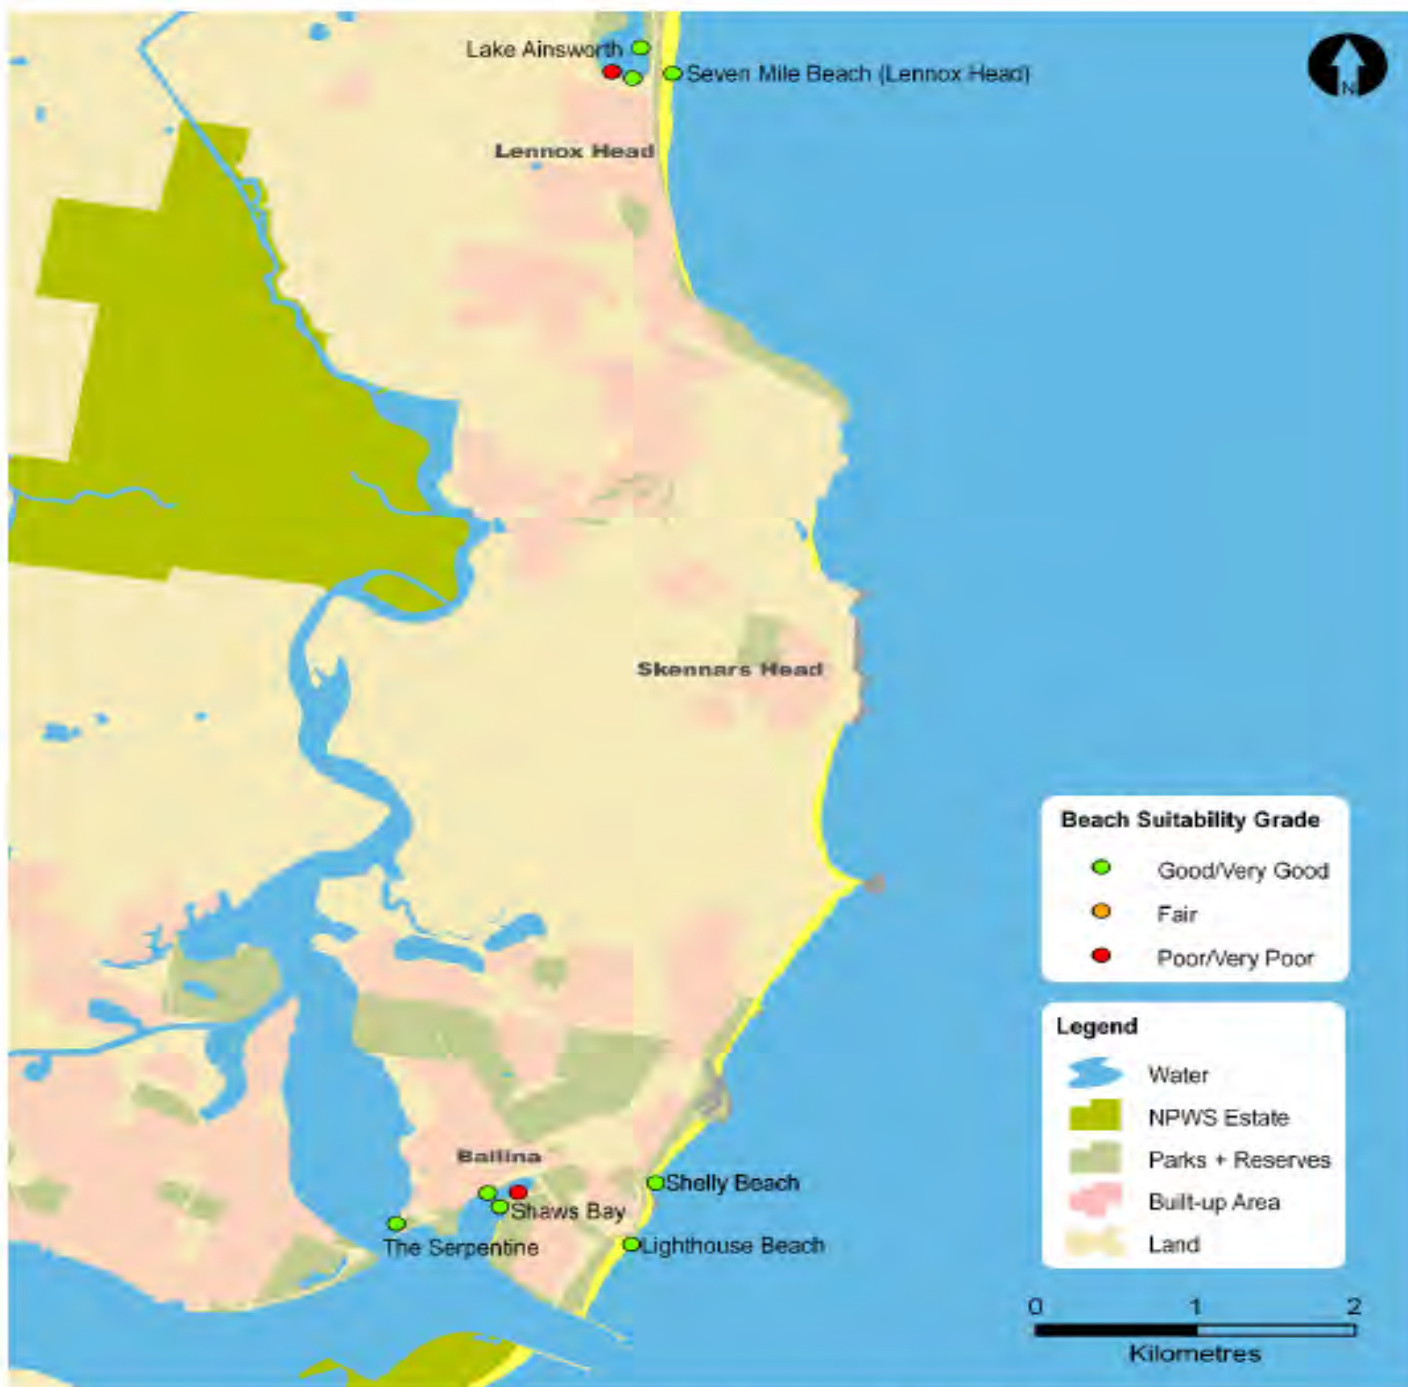 Lake Ainsworth
Seven Mile Beach (Lennox Head)
N
Lennox Head
Skennars Head
Beach Suitability Grade
Good/Very Good
Fair
Poor/Very Poor
Legend
Water
NPWS Estate
Parks + Reserves
Built-up Area
Land
Ballina
Shelly Beach
Shaws Bay
The Serpentine
Lighthouse Beach
0 1 2
Kilometres